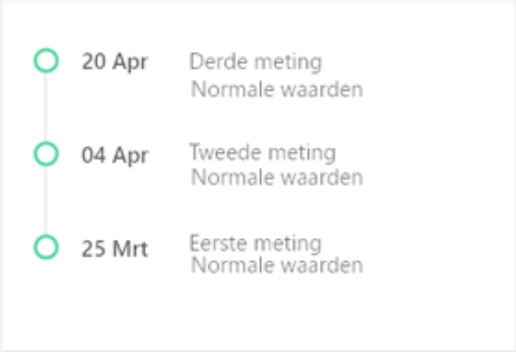 20 Apr Derde meting
Normale waarden
04 Apr Tweede meting
Normale waarden
25 Mrt Eerste meting
Normale waarden